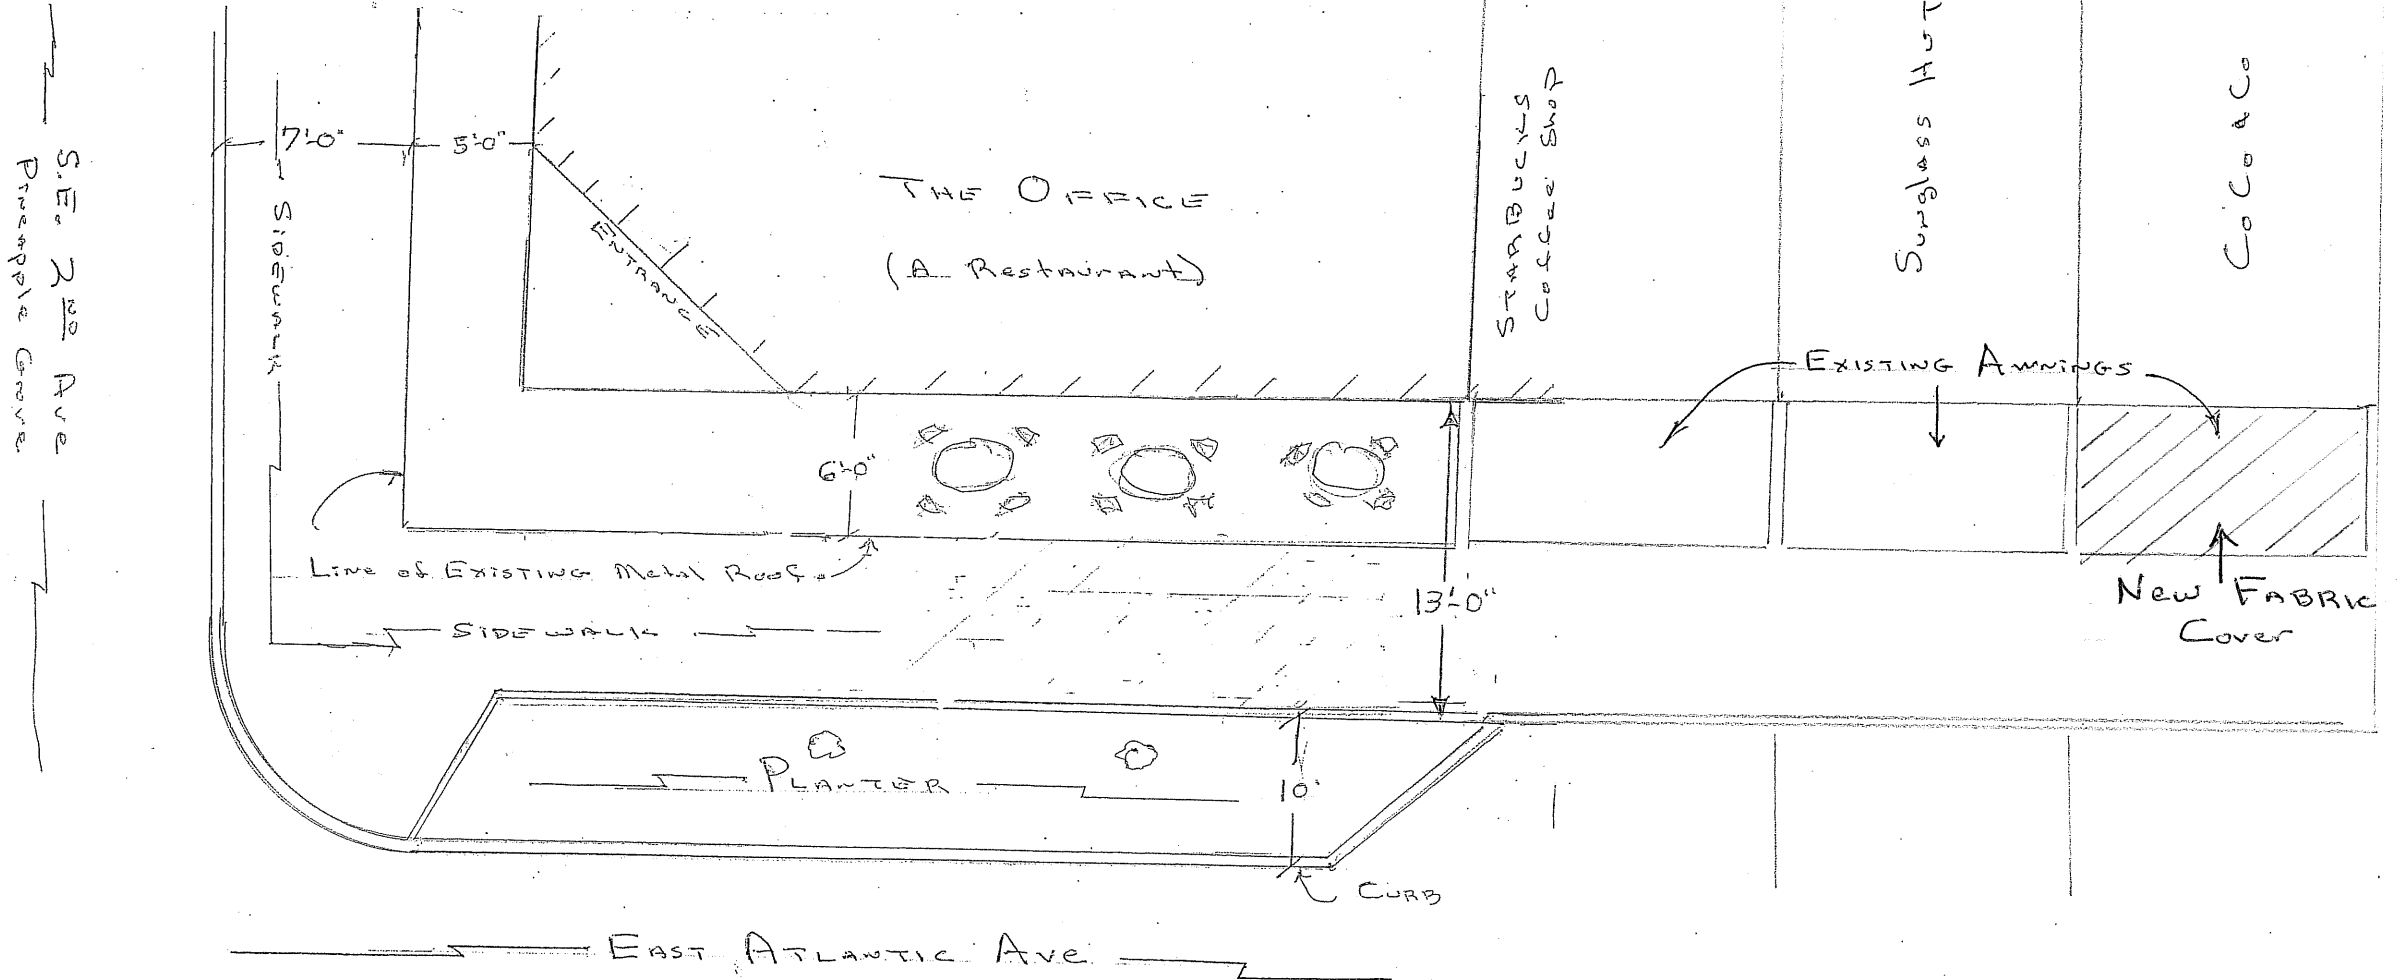 S.E. 2ND Ave
Pineapple Grove
7'-0"
5'-0"
SIDEWALK
ENTRANCE
THE OFFICE
(A Restaurant)
STARBUCKS
Coffee Shop
Sunglass HUT
CoCo & Co
EXISTING AWNINGS
6'-0"
Line of EXISTING Metal Roof
13'-0"
New FABRIC
Cover
SIDEWALK
PLANTER
10'
CURB
EAST ATLANTIC Ave